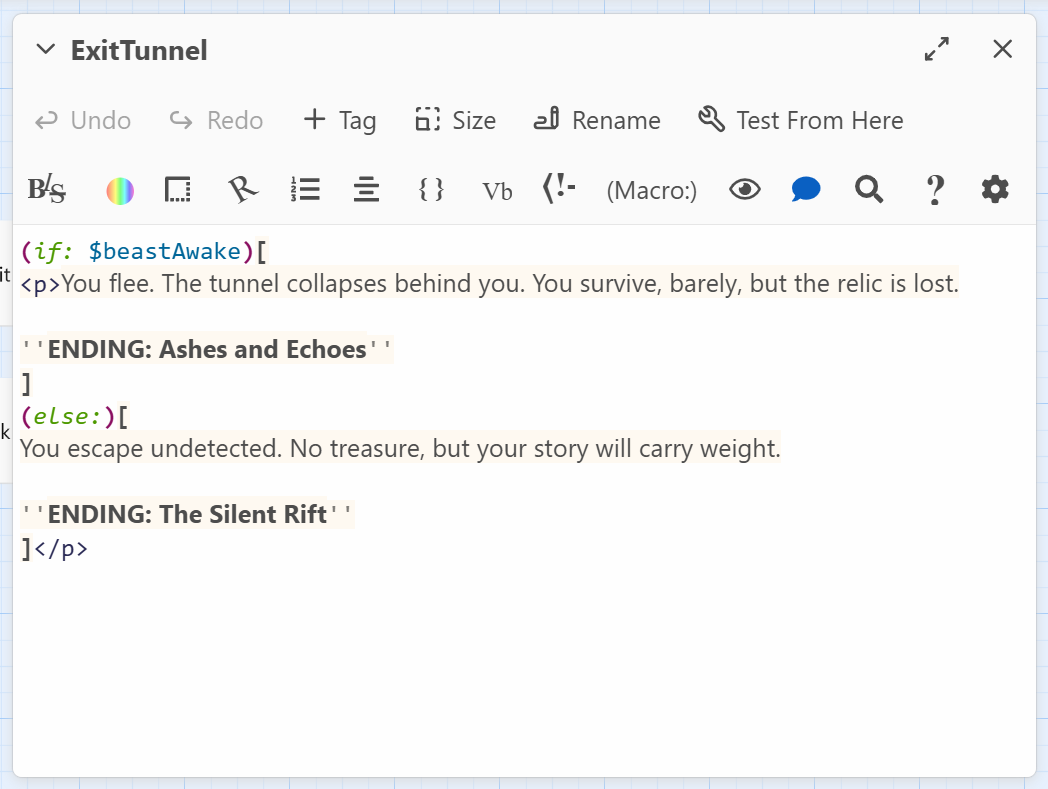 ExitTunnel
Undo Redo + Tag Size Rename Test From Here
{ } Vb (!- (Macro:) ?
(if: $beastAwake)[
<p>You flee. The tunnel collapses behind you. You survive, barely, but the relic is lost.
''ENDING: Ashes and Echoes''
]
(else:)[
You escape undetected. No treasure, but your story will carry weight.
''ENDING: The Silent Rift''
]</p>
it
k